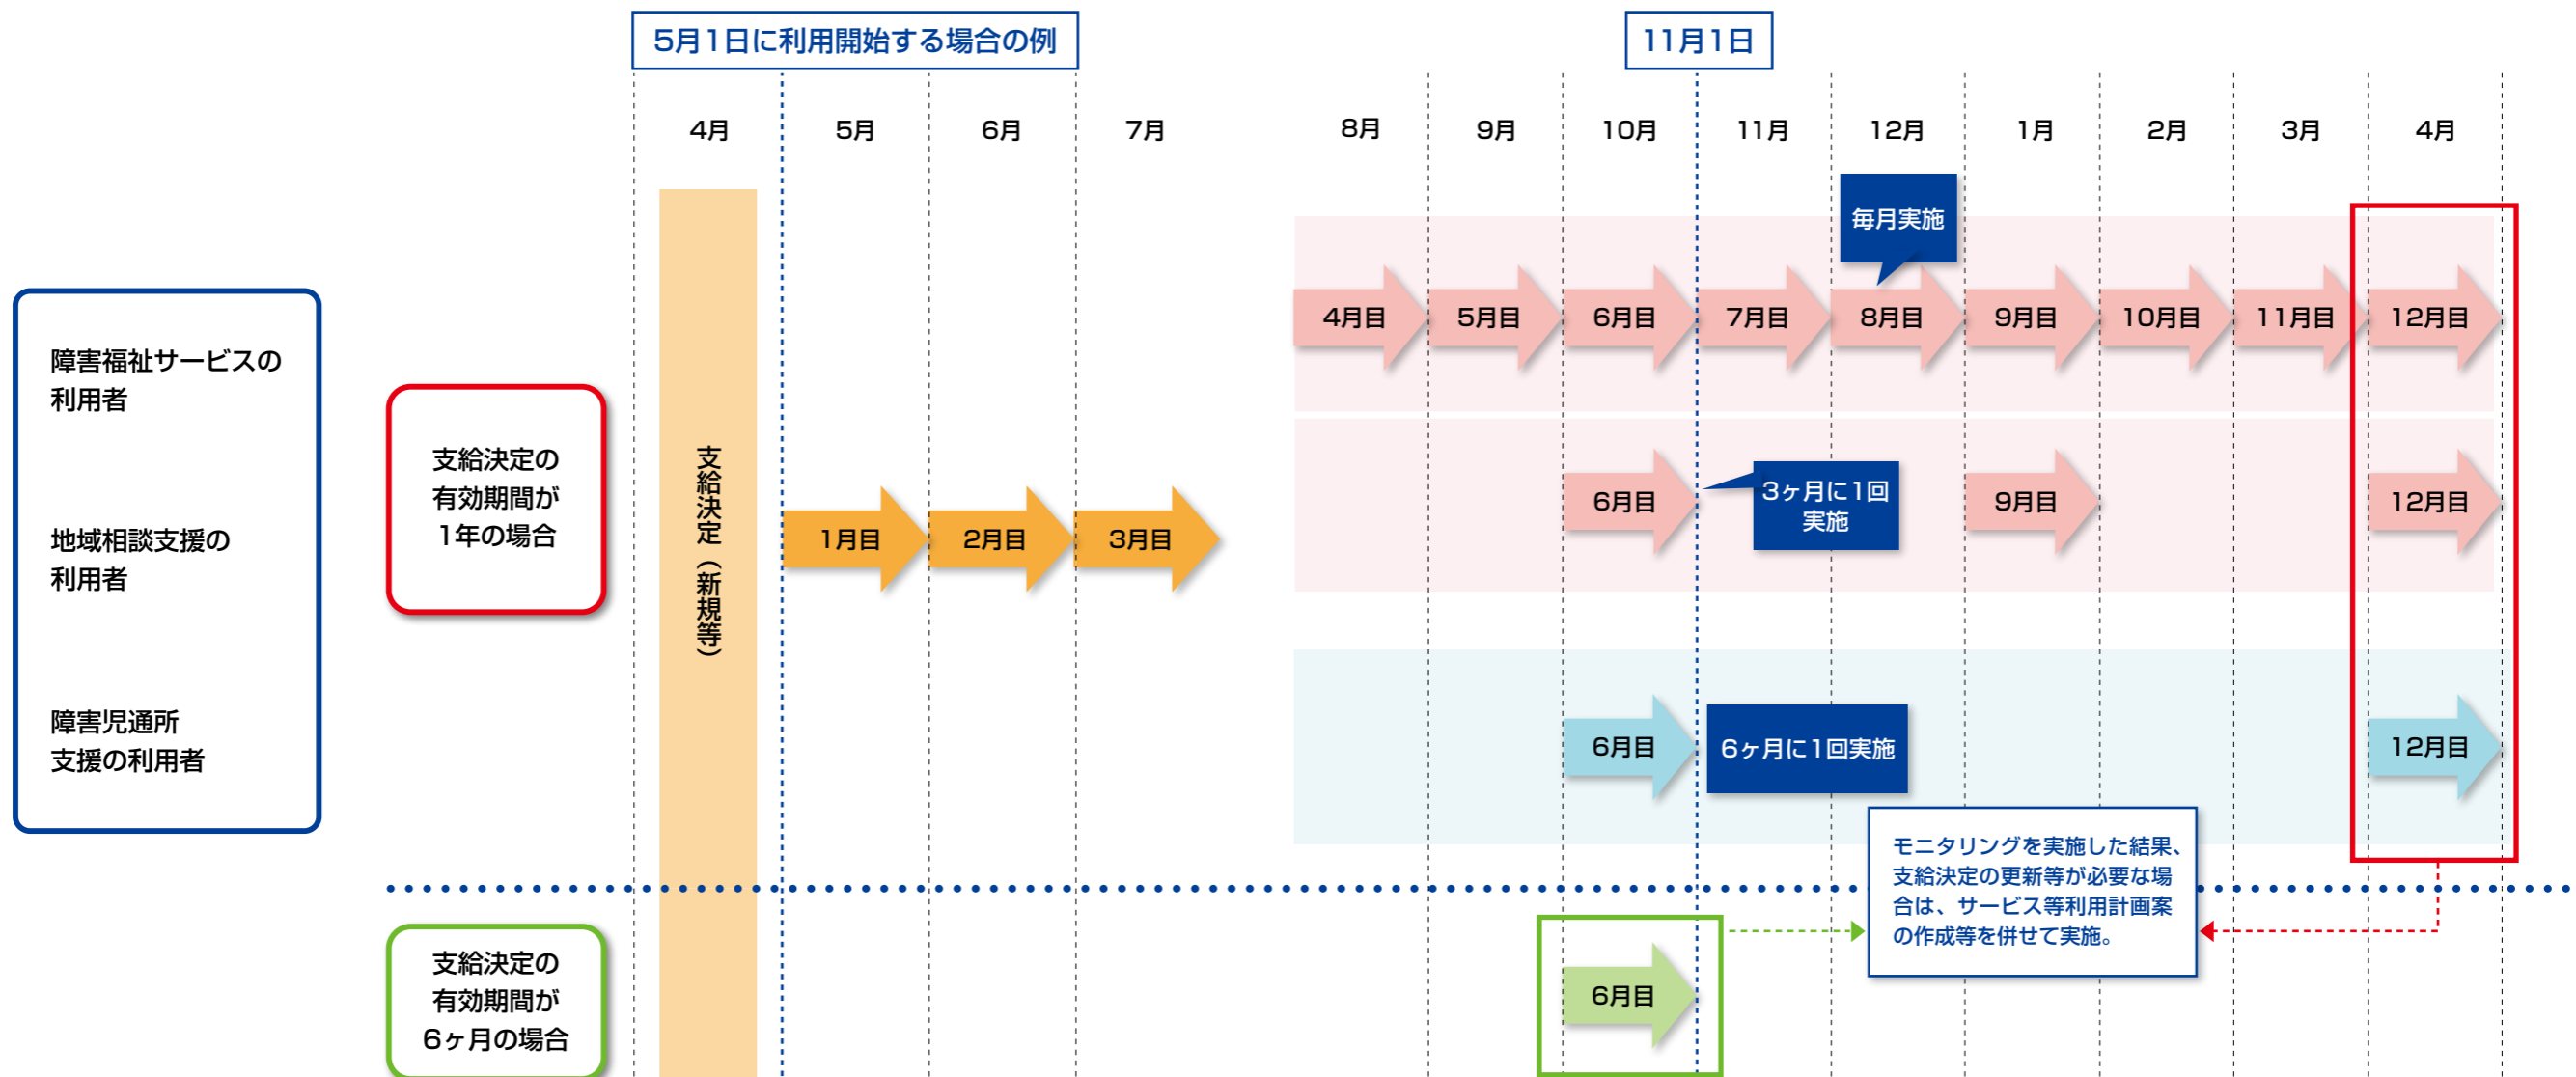 5月1日に利用開始する場合の例
11月1日
4月
5月
6月
7月
8月
9月
10月
11月
12月
1月
2月
3月
4月
障害福祉サービスの
利用者
地域相談支援の
利用者
障害児通所
支援の利用者
支給決定の
有効期間が
1年の場合
支給決定（新規等）
1月目
2月目
3月目
毎月実施
4月目
5月目
6月目
7月目
8月目
9月目
10月目
11月目
12月目
6月目
3ヶ月に1回
実施
9月目
12月目
6月目
6ヶ月に1回実施
12月目
モニタリングを実施した結果、
支給決定の更新等が必要な場
合は、サービス等利用計画案
の作成等を併せて実施。
支給決定の
有効期間が
6ヶ月の場合
6月目